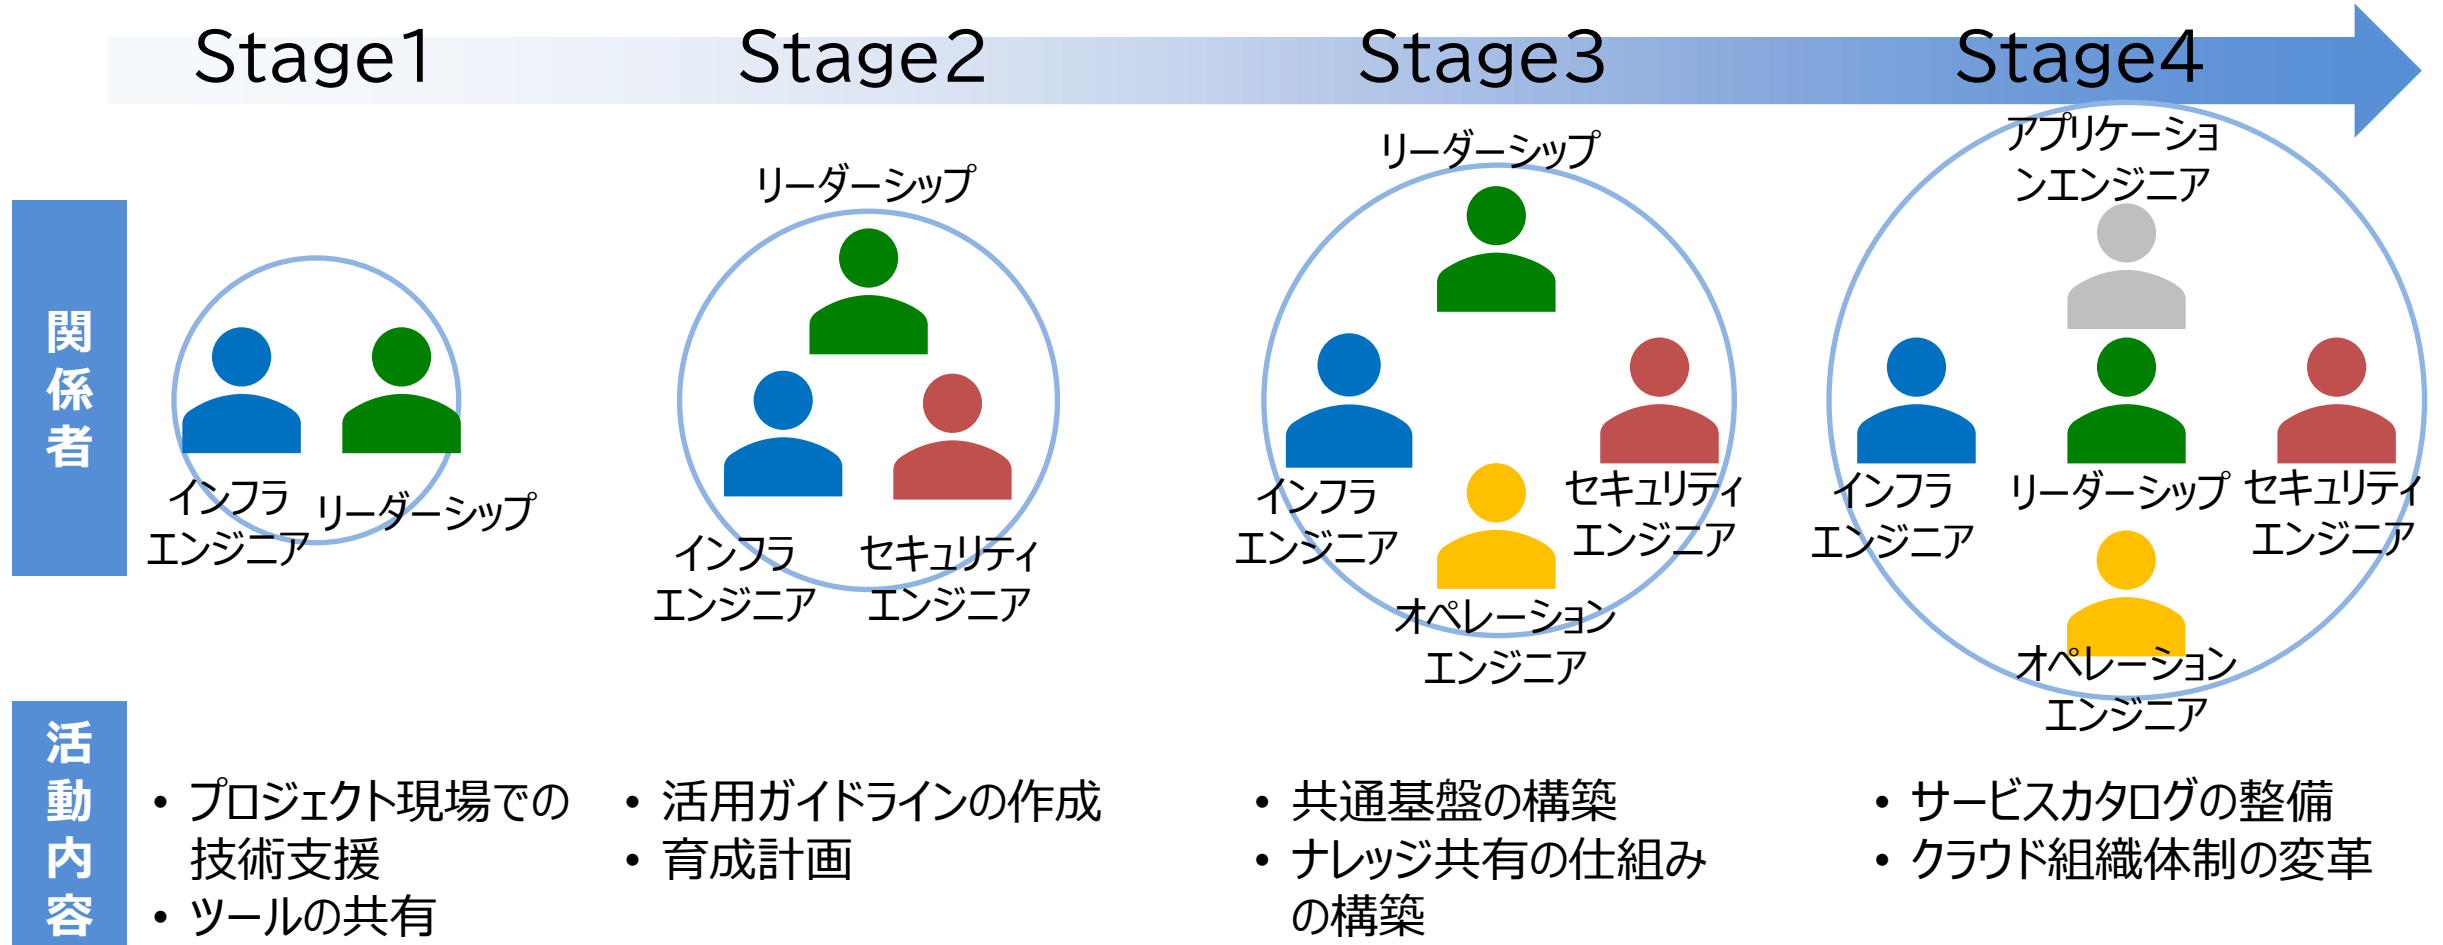 Stage1
Stage2
Stage3
Stage4
関係者
インフラ
エンジニア
リーダーシップ
リーダーシップ
インフラ
エンジニア
セキュリティ
エンジニア
リーダーシップ
インフラ
エンジニア
セキュリティ
エンジニア
オペレーション
エンジニア
アプリケーショ
ンエンジニア
インフラ
エンジニア
リーダーシップ
セキュリティ
エンジニア
オペレーション
エンジニア
活動内容
• プロジェクト現場での
技術支援
• ツールの共有
• 活用ガイドラインの作成
• 育成計画
• 共通基盤の構築
• ナレッジ共有の仕組み
の構築
• サービスカタログの整備
• クラウド組織体制の変革